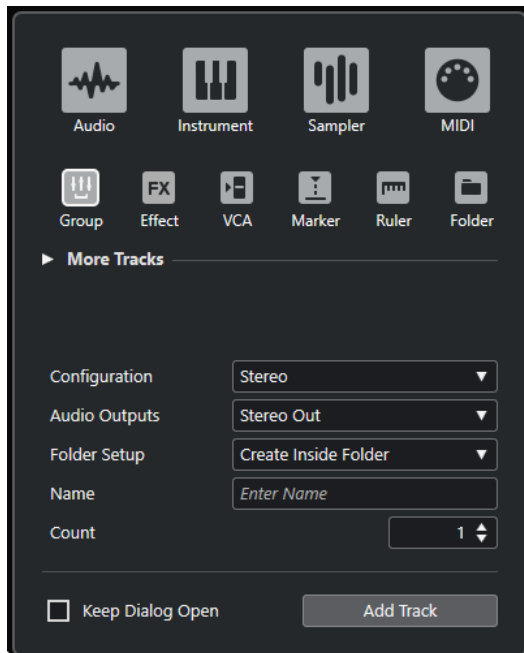 Audio Instrument Sampler MIDI
FX
Group Effect VCA Marker Ruler Folder
More Tracks
Configuration Stereo
Audio Outputs Stereo Out
Folder Setup Create Inside Folder
Name Enter Name
Count 1
Keep Dialog Open Add Track